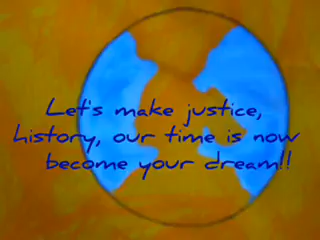 Let's make justice,
history, our time is now
become your dream!!